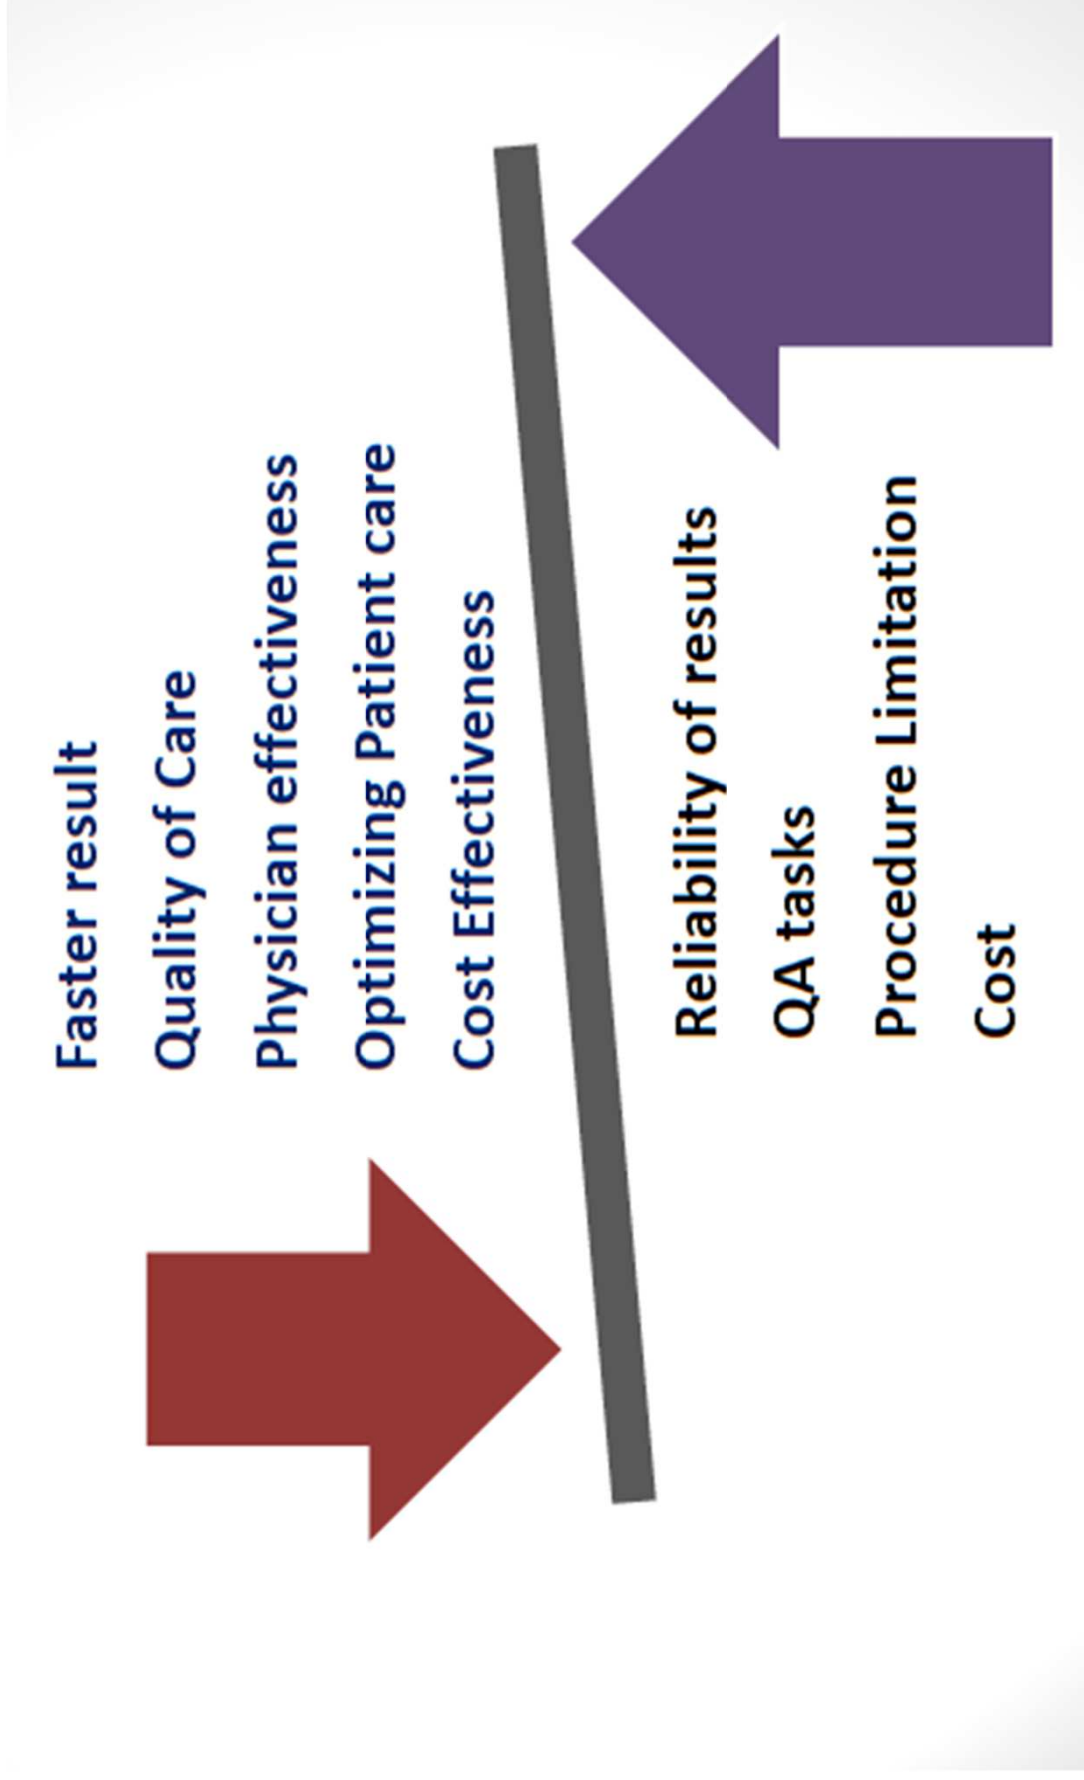 Faster result
Quality of Care
Physician effectiveness
Optimizing Patient care
Cost Effectiveness
Reliability of results
QA tasks
Procedure Limitation
Cost